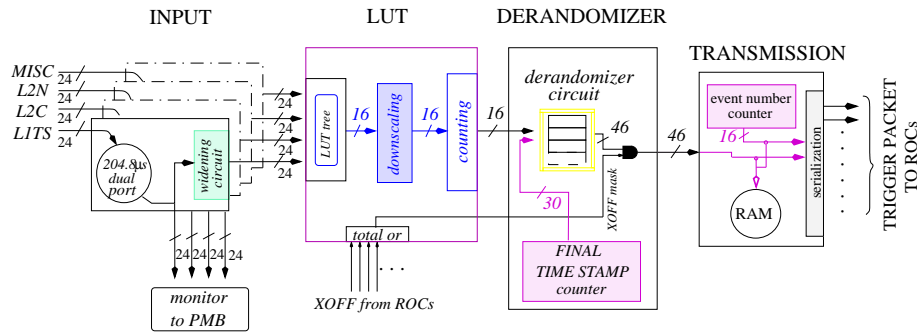 INPUT
LUT
DERANDOMIZER
TRANSMISSION
MISC
24
L2N
24
L2C
24
L1TS
24
204.8μs
dual
port
widening
circuit
24
24
24
24
24
24
24
24
monitor
to PMB
LUT tree
16
downscaling
16
counting
16
total or
XOFF from ROCs
. . .
derandomizer
circuit
46
30
XOFF mask
FINAL
TIME STAMP
counter
46
event number
counter
16
RAM
serialization
TRIGGER PACKET
TO ROCs